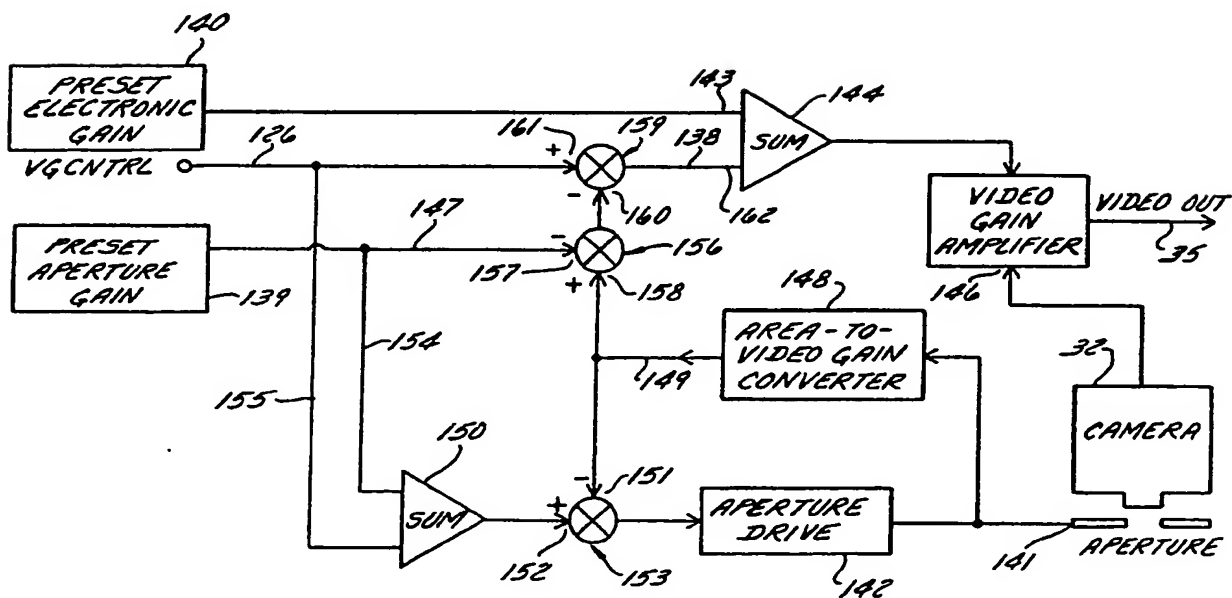 140
PRESET
ELECTRONIC
GAIN
143
144
SUM
VGCNTRL
126
161
+
159
138
162
-
160
147
-
156
157
+
158
PRESET
APERTURE
GAIN
139
VIDEO
GAIN
AMPLIFIER
VIDEO OUT
35
146
148
AREA-TO-
VIDEO GAIN
CONVERTER
149
32
CAMERA
154
155
150
SUM
-
151
+
152
153
APERTURE
DRIVE
142
141
APERTURE